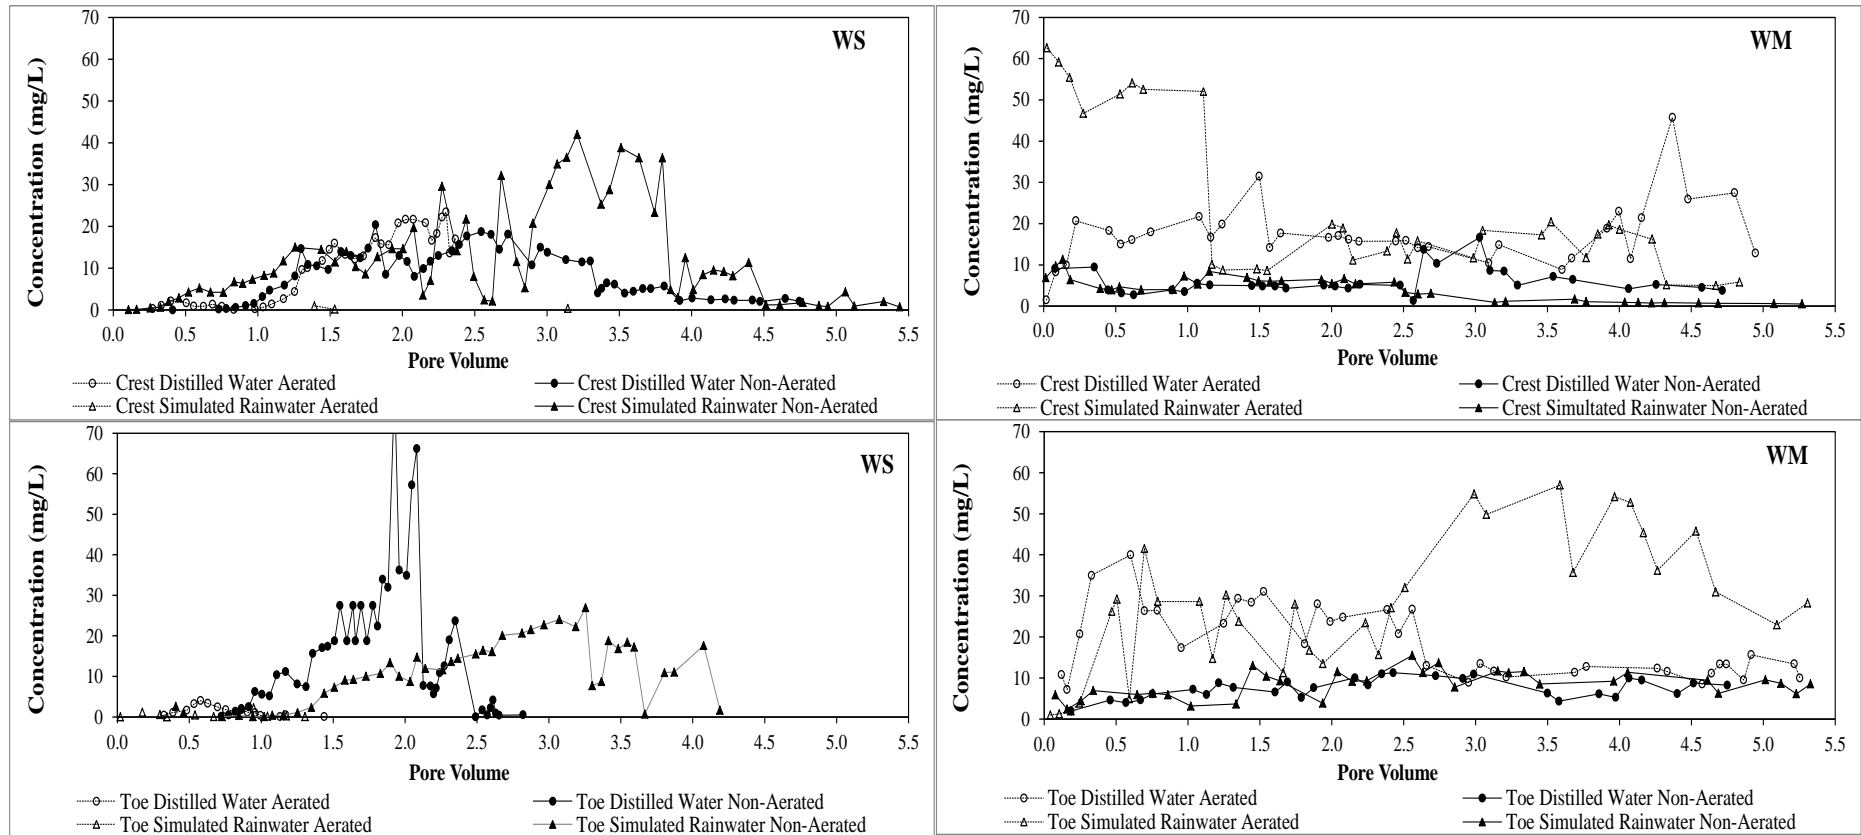 WS
Concentration (mg/L)
70
60
50
40
30
20
10
0
0.0 0.5 1.0 1.5 2.0 2.5 3.0 3.5 4.0 4.5 5.0 5.5
Pore Volume
Crest Distilled Water Aerated
Crest Distilled Water Non-Aerated
Crest Simulated Rainwater Aerated
Crest Simulated Rainwater Non-Aerated
WM
Concentration (mg/L)
70
60
50
40
30
20
10
0
0.0 0.5 1.0 1.5 2.0 2.5 3.0 3.5 4.0 4.5 5.0 5.5
Pore Volume
Crest Distilled Water Aerated
Crest Distilled Water Non-Aerated
Crest Simulated Rainwater Aerated
Crest Simultated Rainwater Non-Aerated
WS
Concentration (mg/L)
70
60
50
40
30
20
10
0
0.0 0.5 1.0 1.5 2.0 2.5 3.0 3.5 4.0 4.5 5.0 5.5
Pore Volume
Toe Distilled Water Aerated
Toe Distilled Water Non-Aerated
Toe Simulated Rainwater Aerated
Toe Simulated Rainwater Non-Aerated
WM
Concentration (mg/L)
70
60
50
40
30
20
10
0
0.0 0.5 1.0 1.5 2.0 2.5 3.0 3.5 4.0 4.5 5.0 5.5
Pore Volume
Toe Distilled Water Aerated
Toe Distilled Water Non-Aerated
Toe Simulated Rainwater Aerated
Toe Simulated Rainwater Non-Aerated